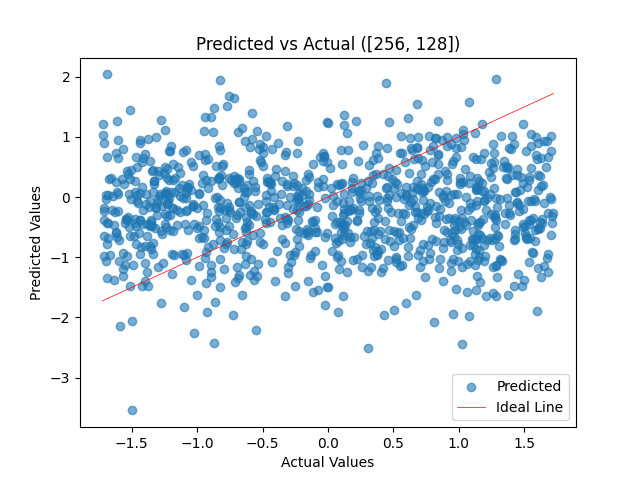 Predicted vs Actual ([256, 128])
2
1
0
−1
−2
−3
Predicted Values
Predicted
Ideal Line
−1.5 −1.0 −0.5 0.0 0.5 1.0 1.5
Actual Values